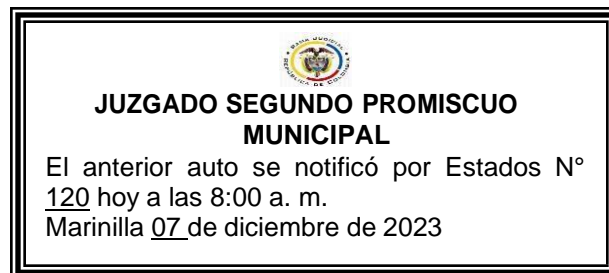 JUZGADO SEGUNDO PROMISCUO
MUNICIPAL
El anterior auto se notificó por Estados N°
120 hoy a las 8:00 a. m.
Marinilla 07 de diciembre de 2023